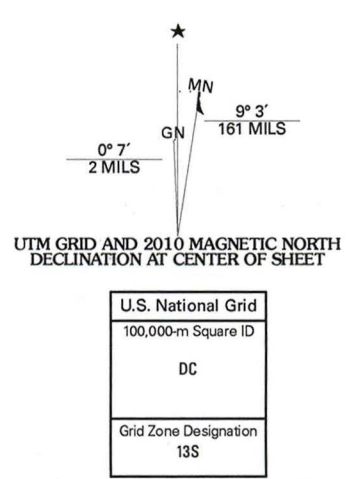 MN
9° 3′
161 MILS
GN
0° 7′
2 MILS
UTM GRID AND 2010 MAGNETIC NORTH
DECLINATION AT CENTER OF SHEET
U.S. National Grid
100,000-m Square ID
DC
Grid Zone Designation
13S